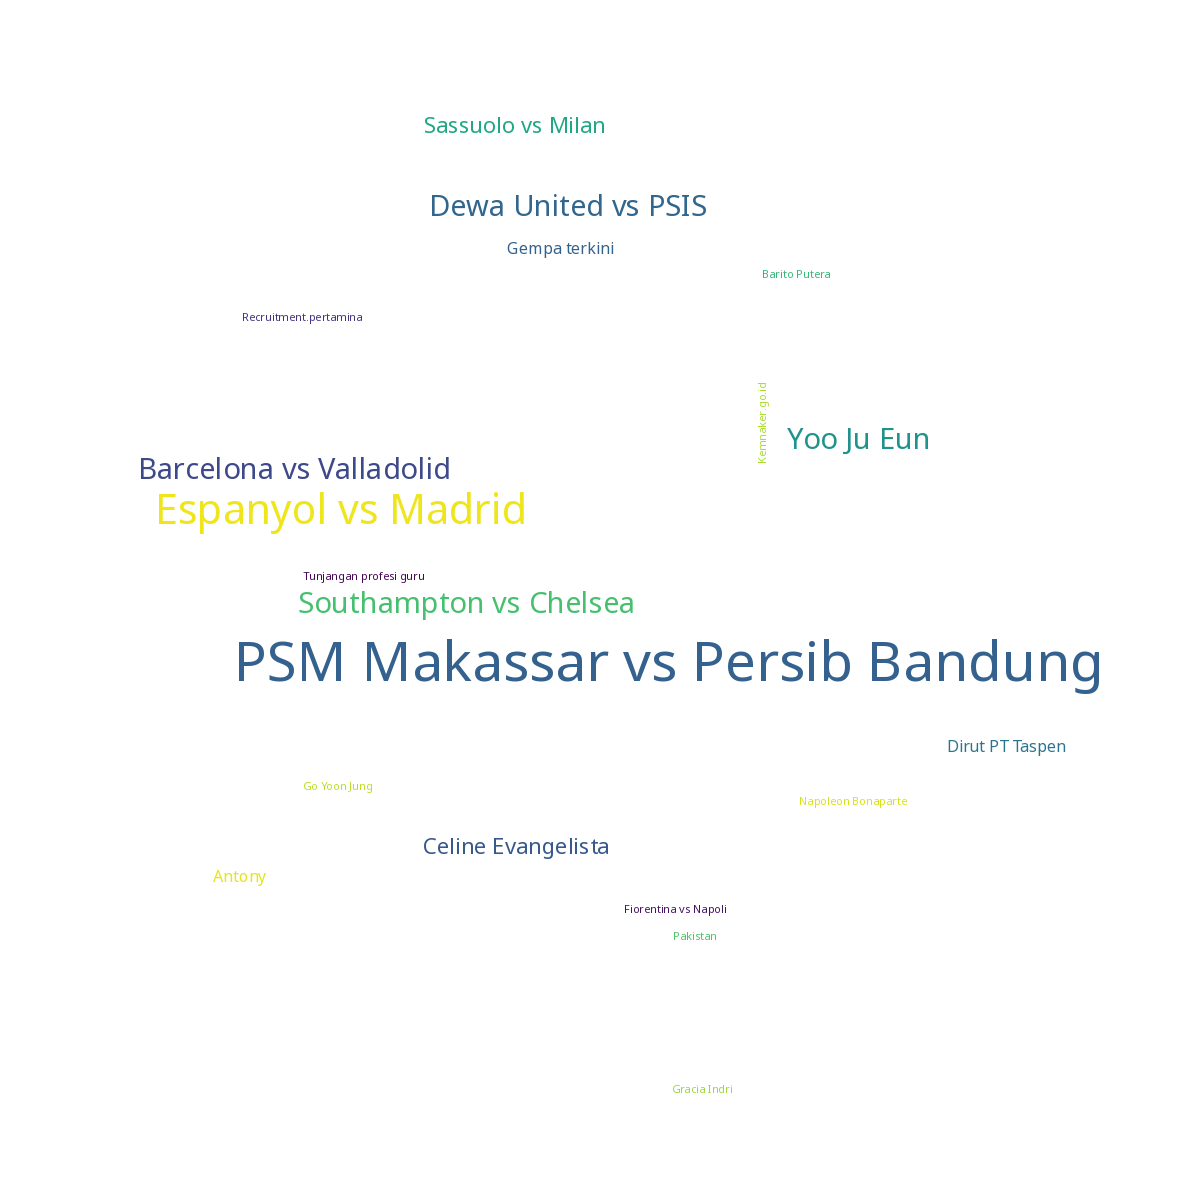 Sassuolo vs Milan
Dewa United vs PSIS
Gempa terkini
Barito Putera
Recruitment.pertamina
Kemnaker.go.id
Yoo Ju Eun
Barcelona vs Valladolid
Espanyol vs Madrid
Tunjangan profesi guru
Southampton vs Chelsea
PSM Makassar vs Persib Bandung
Dirut PT Taspen
Go Yoon Jung
Napoleon Bonaparte
Celine Evangelista
Antony
Fiorentina vs Napoli
Pakistan
Gracia Indri